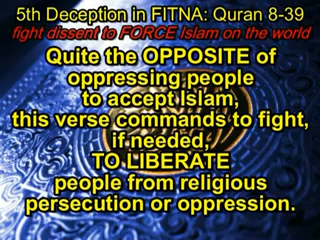 5th Deception in FITNA: Quran 8-39
fight dissent to FORCE Islam on the world
Quite the OPPOSITE of
oppressing people
to accept Islam,
this verse commands to fight,
if needed,
TO LIBERATE
people from religious
persecution or oppression.